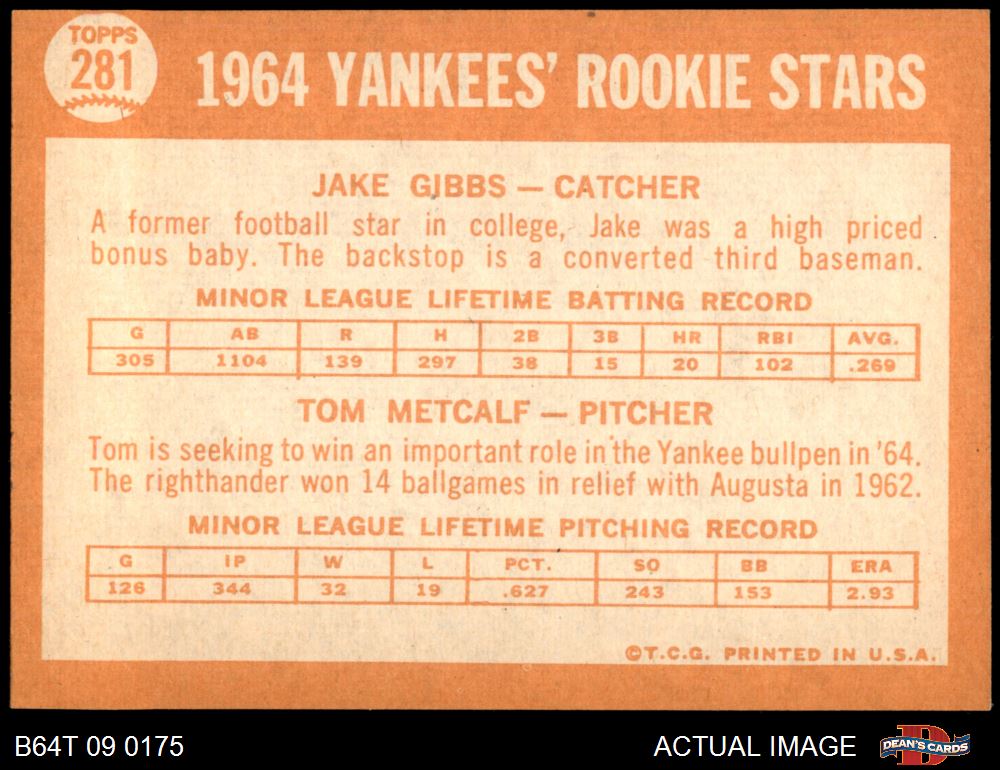 TOPPS
281
1964 YANKEES' ROOKIE STARS
JAKE GIBBS — CATCHER
A former football star in college, Jake was a high priced
bonus baby. The backstop is a converted third baseman.
MINOR LEAGUE LIFETIME BATTING RECORD
G AB R H 2B 3B HR RBI AVG.
305 1104 139 297 38 15 20 102 .269
TOM METCALF — PITCHER
Tom is seeking to win an important role in the Yankee bullpen in '64.
The righthander won 14 ballgames in relief with Augusta in 1962.
MINOR LEAGUE LIFETIME PITCHING RECORD
G IP W L PCT. SO BB ERA
126 344 32 19 .627 243 153 2.93
©T.C.G. PRINTED IN U.S.A.
B64T 09 0175
ACTUAL IMAGE
D
DEAN'S CARDS